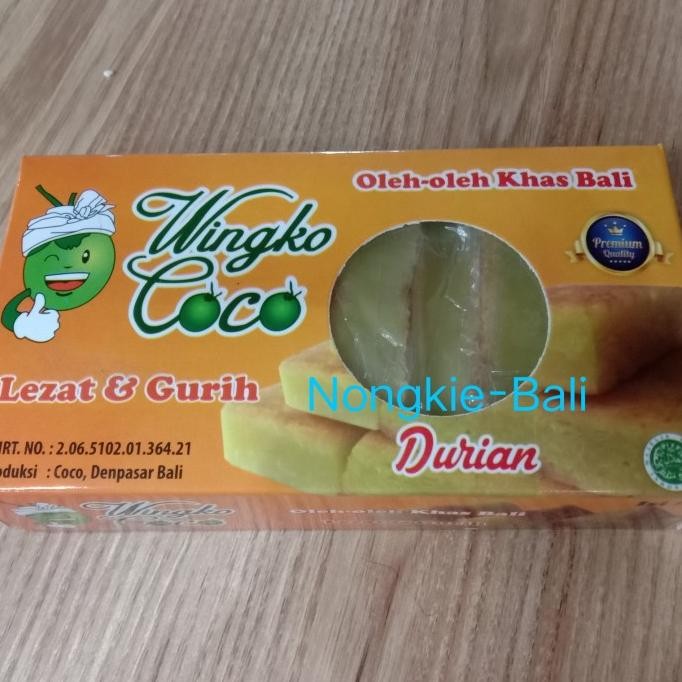 Oleh-oleh Khas Bali
Wingko
Coco
Premium
Quality
Lezat & Gurih
Nongkie-Bali
Durian
IRT. NO. : 2.06.5102.01.364.21
oduksi : Coco, Denpasar Bali
Wingko
Coco
Oleh-oleh Khas Bali